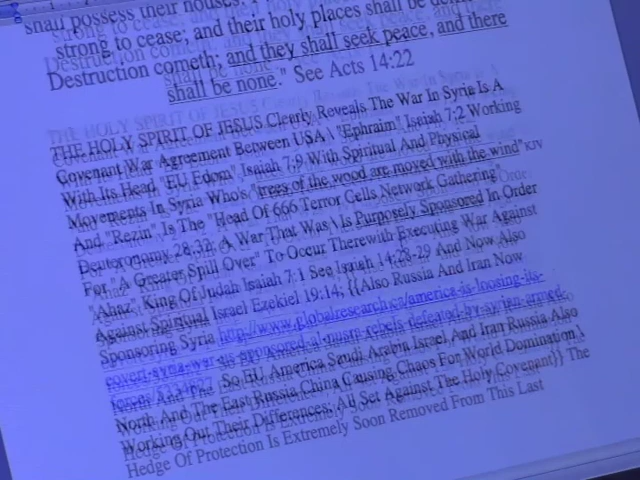 shall possess their houses:
strong to cease; and their holy places shall be
Destruction cometh; and they shall seek peace, and there
shall be none." See Acts 14:22
THE HOLY SPIRIT OF JESUS Clearly Reveals The War In Syria Is A
Covenant War Agreement Between USA \ "Ephraim" Isaiah 7:2 Working
With Its Head, "EU Edom" Isaiah 7:9 With Spiritual And Physical
Movements In Syria Who's "trees of the wood are moved with the wind" KJV
And "Rezin" Is The "Head Of 666 Terror Cells Network Gathering"
Deuteronomy 28:32, A War That Was \ Is Purposely Sponsored In Order
For "A Greater Spill Over" To Occur Therewith Executing War Against
"Ahaz" King Of Judah Isaiah 7:1 See Isaiah 14:28-29 And Now Also
Against Spiritual Israel Ezekiel 19:14; {{Also Russia And Iran Now
Sponsoring Syria http://www.globalresearch.ca/america-is-loosing-its-
covert-syria-war-us-sponsored-al-nusra-rebels-defeated-by-syrian-armed-
So EU America Saudi Arabia Israel And Iran Russia Also
North And The East Russia China Causing Chaos For World Domination \
Working Out Their Differences, All Set Against The Holy Covenant}} The
Hedge Of Protection Is Extremely Soon Removed From This Last